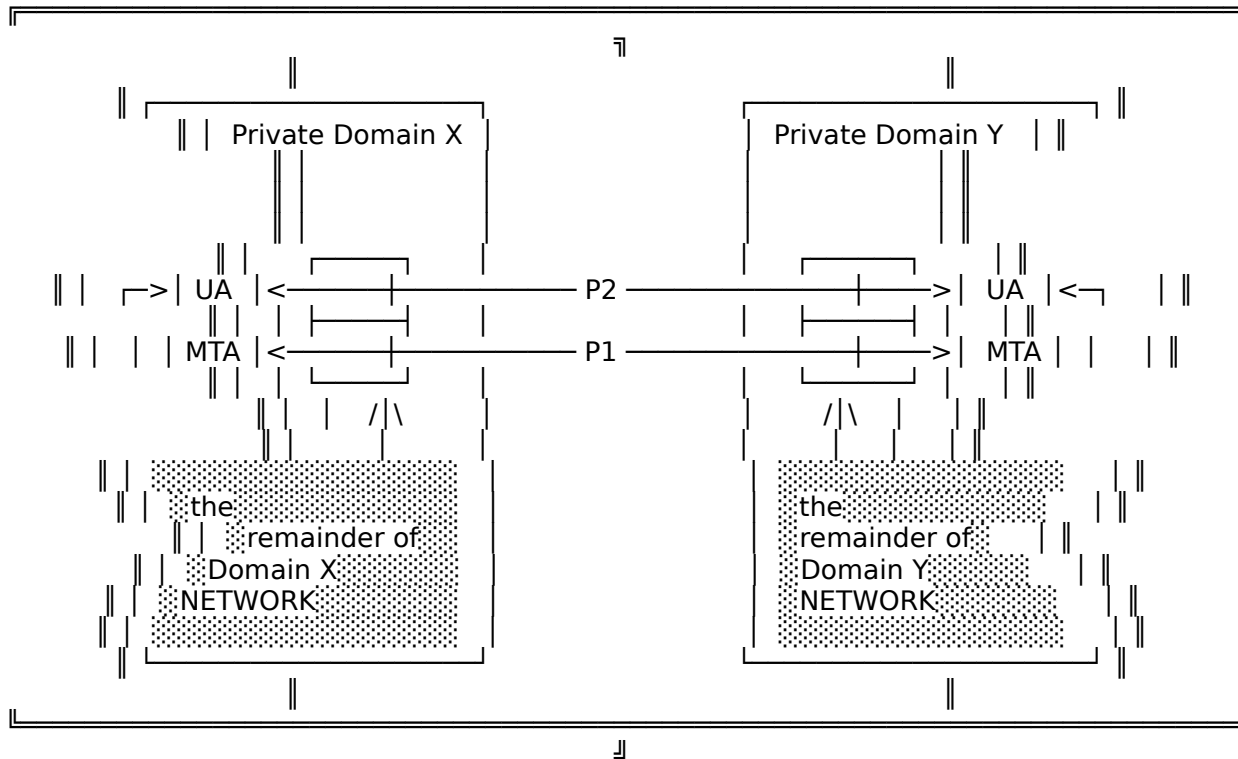 Private Domain X Private Domain Y
UA P2 UA
MTA P1 MTA
the the
remainder of remainder of
Domain X Domain Y
NETWORK NETWORK